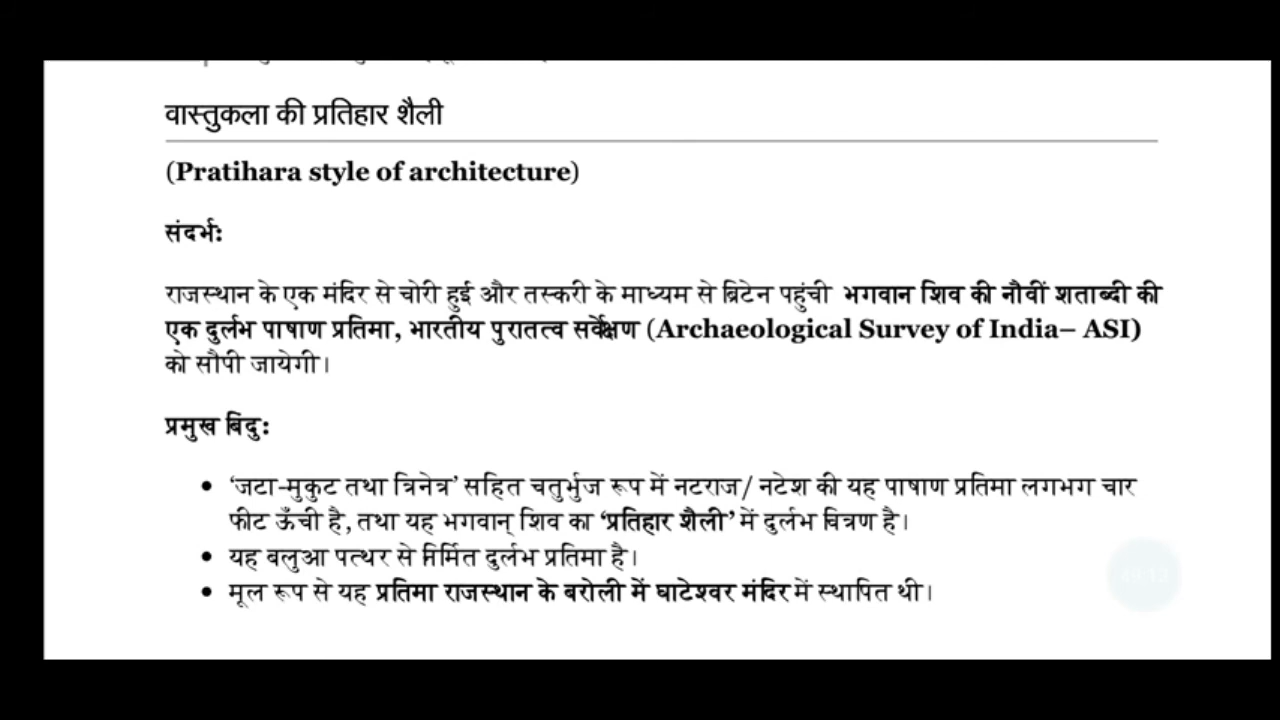 वास्तुकला की प्रतिहार शैली
(Pratihara style of architecture)
संदर्भ:
राजस्थान के एक मंदिर से चोरी हुई और तस्करी के माध्यम से ब्रिटेन पहुंची भगवान शिव की नौवीं शताब्दी की
एक दुर्लभ पाषाण प्रतिमा, भारतीय पुरातत्व सर्वेक्षण (Archaeological Survey of India– ASI)
को सौपी जायेगी।
प्रमुख बिंदु:
• ‘जटा-मुकुट तथा त्रिनेत्र’ सहित चतुर्भुज रूप में नटराज/ नटेश की यह पाषाण प्रतिमा लगभग चार
फीट ऊँची है, तथा यह भगवान् शिव का ‘प्रतिहार शैली’ में दुर्लभ चित्रण है।
• यह बलुआ पत्थर से निर्मित दुर्लभ प्रतिमा है।
• मूल रूप से यह प्रतिमा राजस्थान के बरोली में घाटेश्वर मंदिर में स्थापित थी।